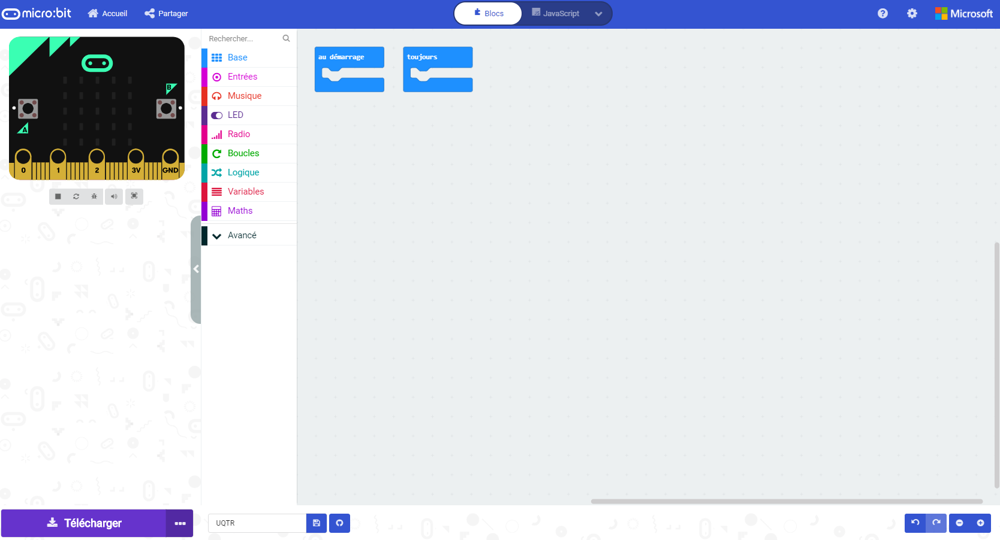 micro:bit
Accueil
Partager
Blocs
JS JavaScript
Microsoft
B
A
0 1 2 3V GND
Rechercher...
Base
Entrées
Musique
LED
Radio
Boucles
Logique
Variables
Maths
Avancé
au démarrage
toujours
Télécharger
UQTR